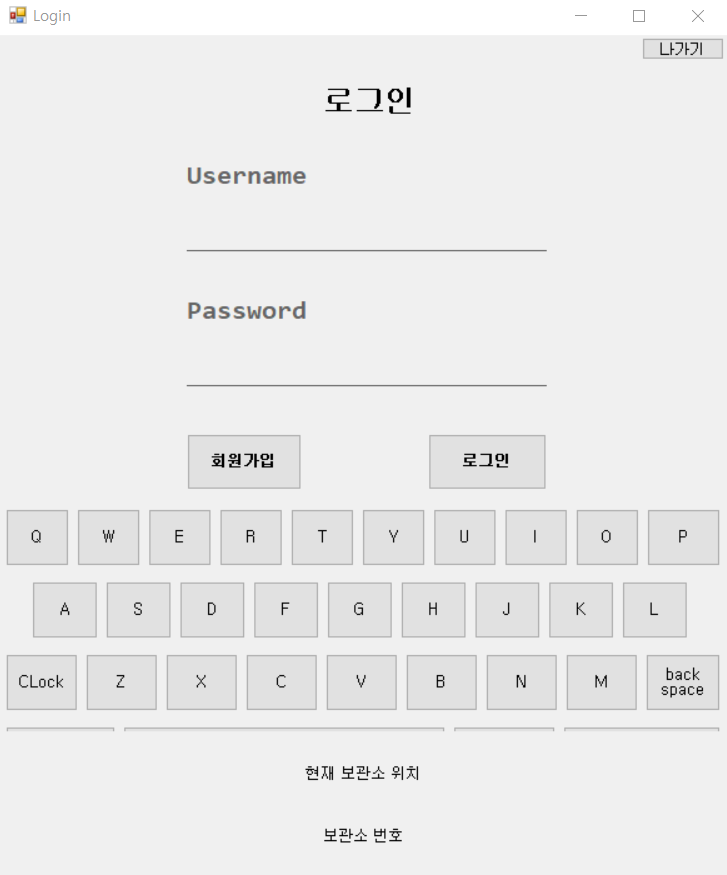 Login
나가기
로그인
Username
Password
회원가입 로그인
Q W E R T Y U I O P
A S D F G H J K L
CLock Z X C V B N M back space
현재 보관소 위치
보관소 번호